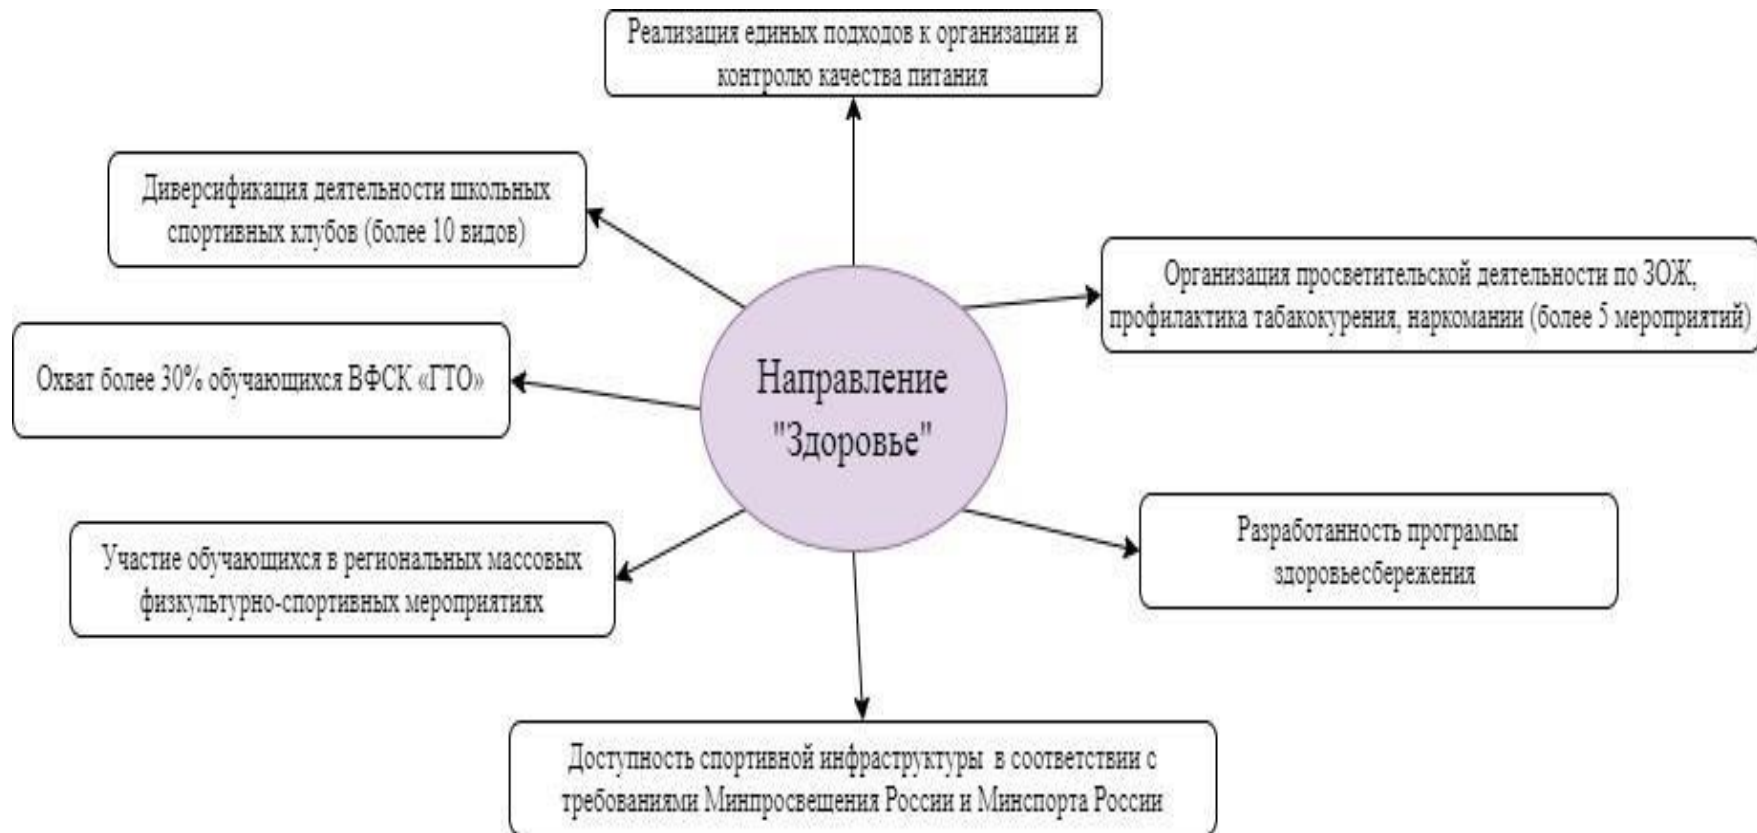 Реализация единых подходов к организации и
контролю качества питания
Диверсификация деятельности школьных
спортивных клубов (более 10 видов)
Организация просветительской деятельности по ЗОЖ,
профилактика табакокурения, наркомании (более 5 мероприятий)
Охват более 30% обучающихся ВФСК «ГТО»
Направление
"Здоровье"
Участие обучающихся в региональных массовых
физкультурно-спортивных мероприятиях
Разработанность программы
здоровьесбережения
Доступность спортивной инфраструктуры в соответствии с
требованиями Минпросвещения России и Минспорта России